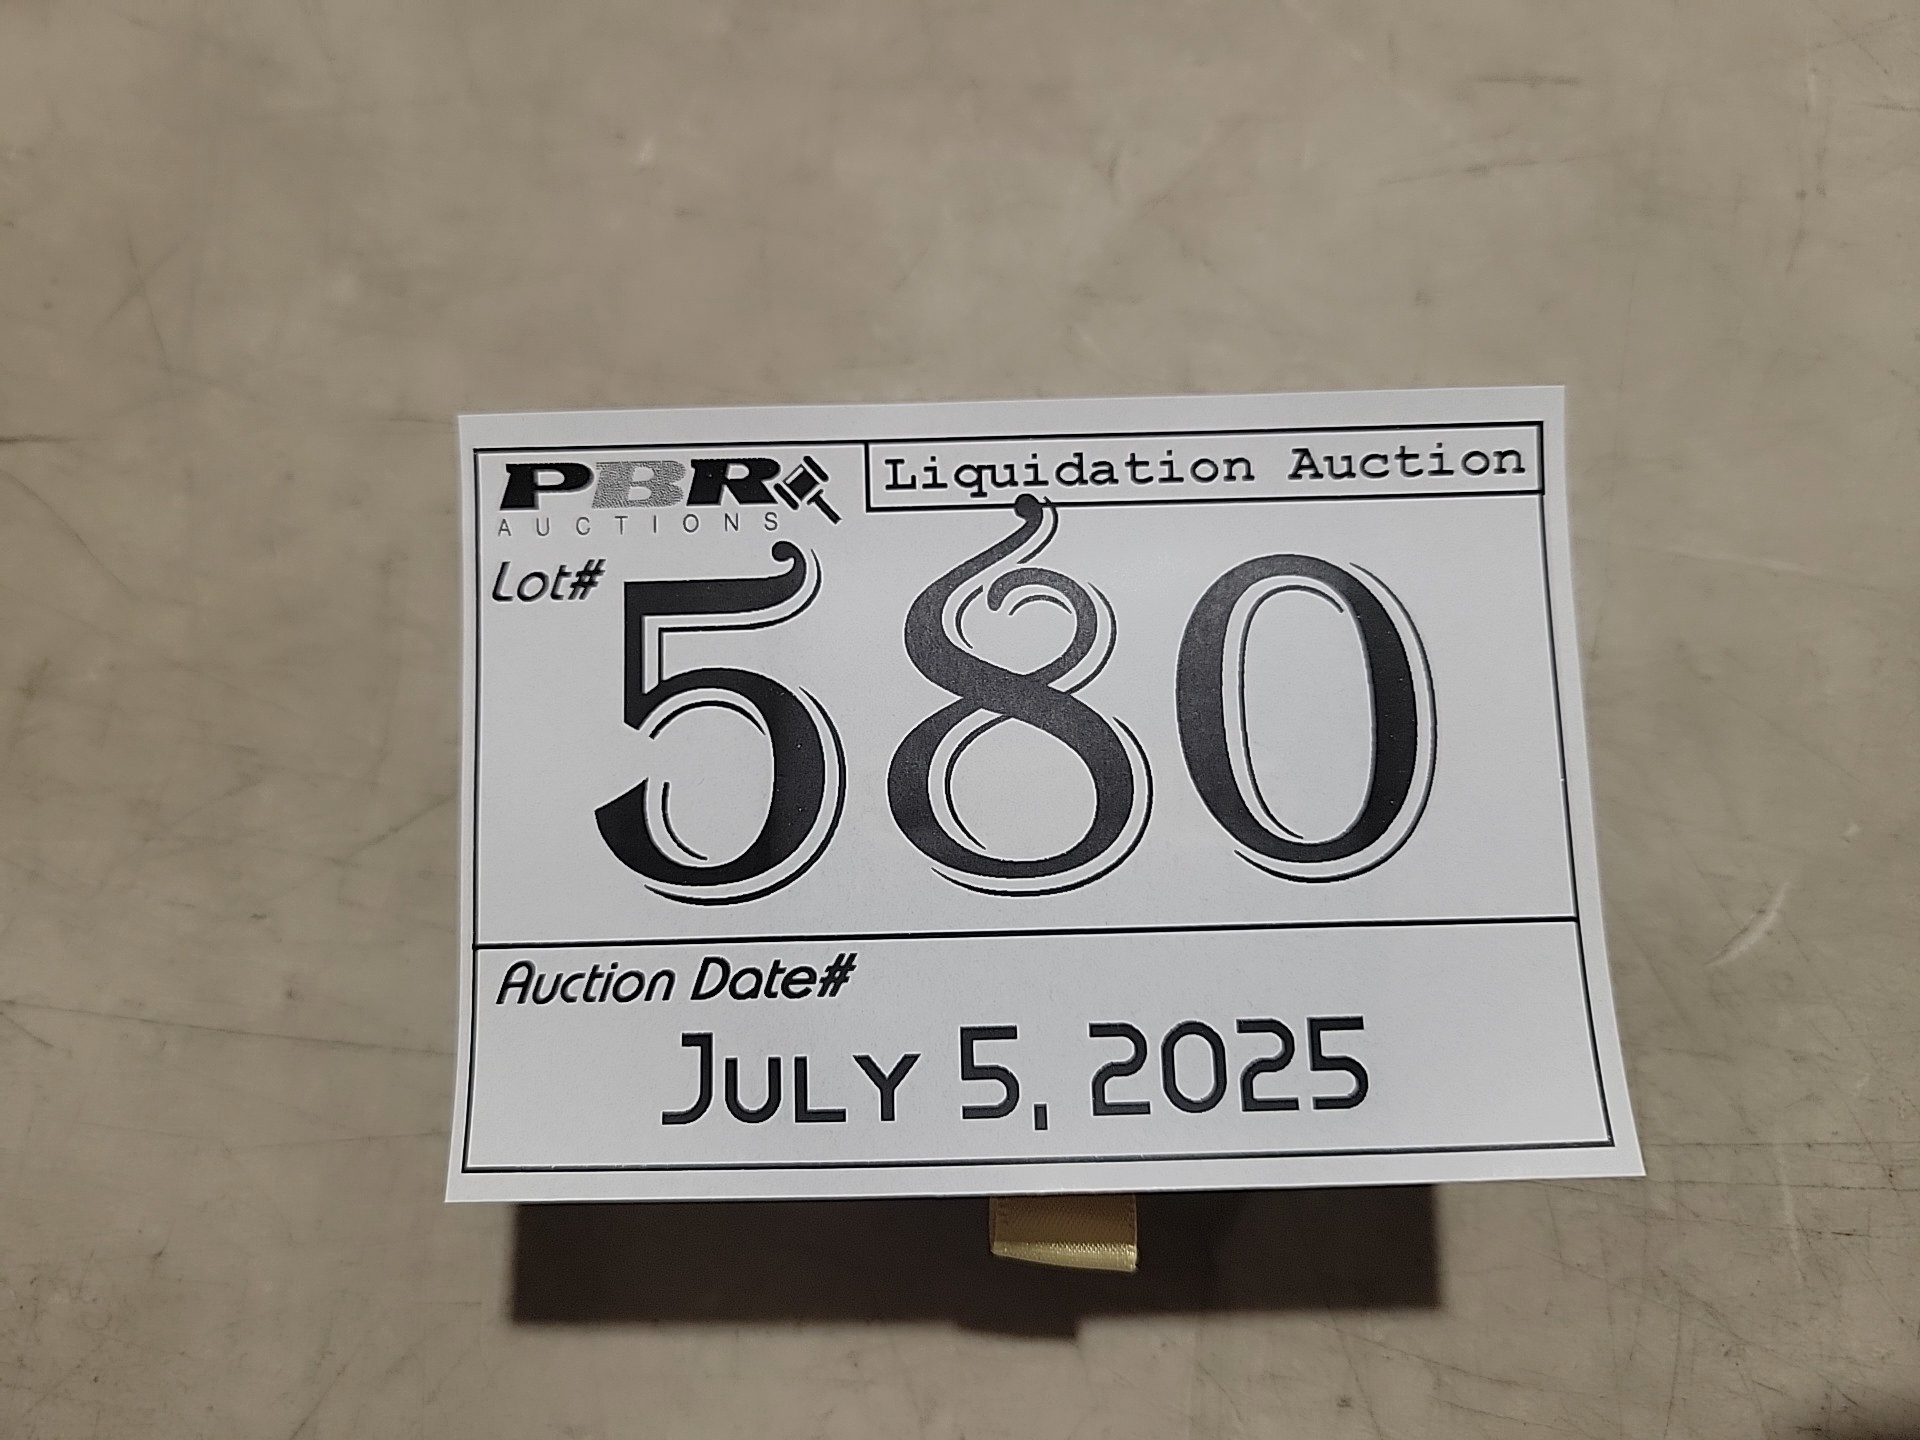 PBR
AUCTIONS
Liquidation Auction
Lot#
580
Auction Date#
July 5, 2025